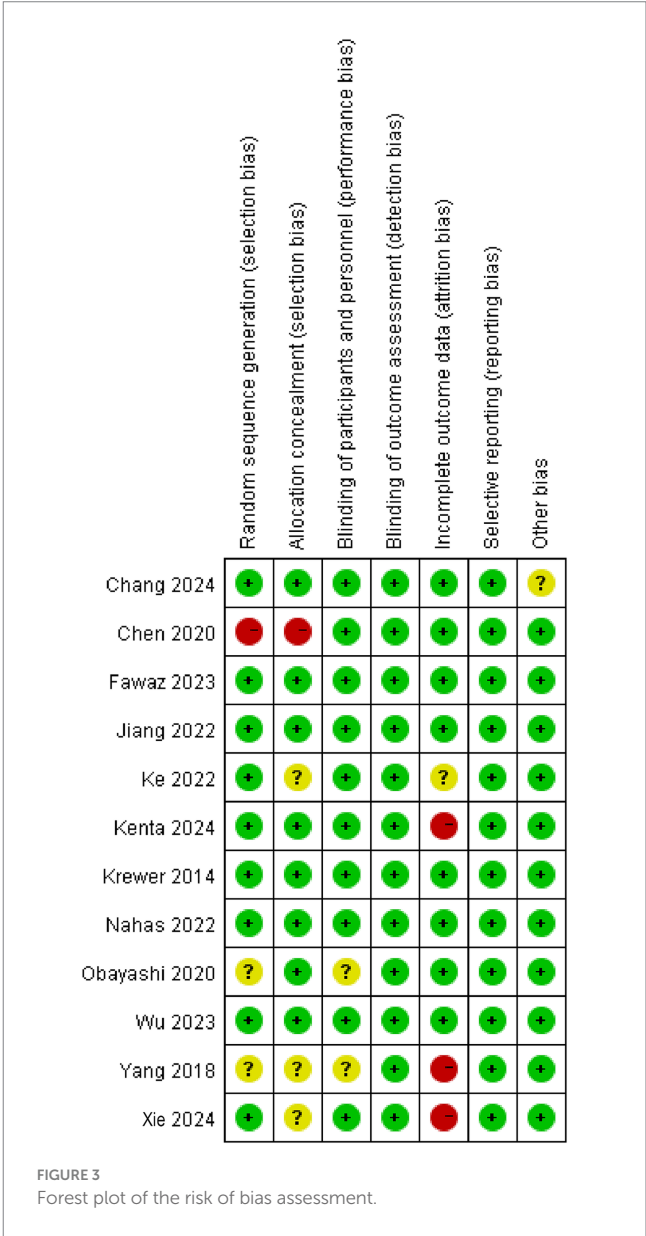 Random sequence generation (selection bias)
Allocation concealment (selection bias)
Blinding of participants and personnel (performance bias)
Blinding of outcome assessment (detection bias)
Incomplete outcome data (attrition bias)
Selective reporting (reporting bias)
Other bias
Chang 2024 + + + + + + ?
Chen 2020 - - + + + + +
Fawaz 2023 + + + + + + +
Jiang 2022 + + + + + + +
Ke 2022 + ? + + ? + +
Kenta 2024 + + + + - + +
Krewer 2014 + + + + + + +
Nahas 2022 + + + + + + +
Obayashi 2020 ? + ? + + + +
Wu 2023 + + + + + + +
Yang 2018 ? ? ? + - + +
Xie 2024 + ? + + - + +
FIGURE 3
Forest plot of the risk of bias assessment.